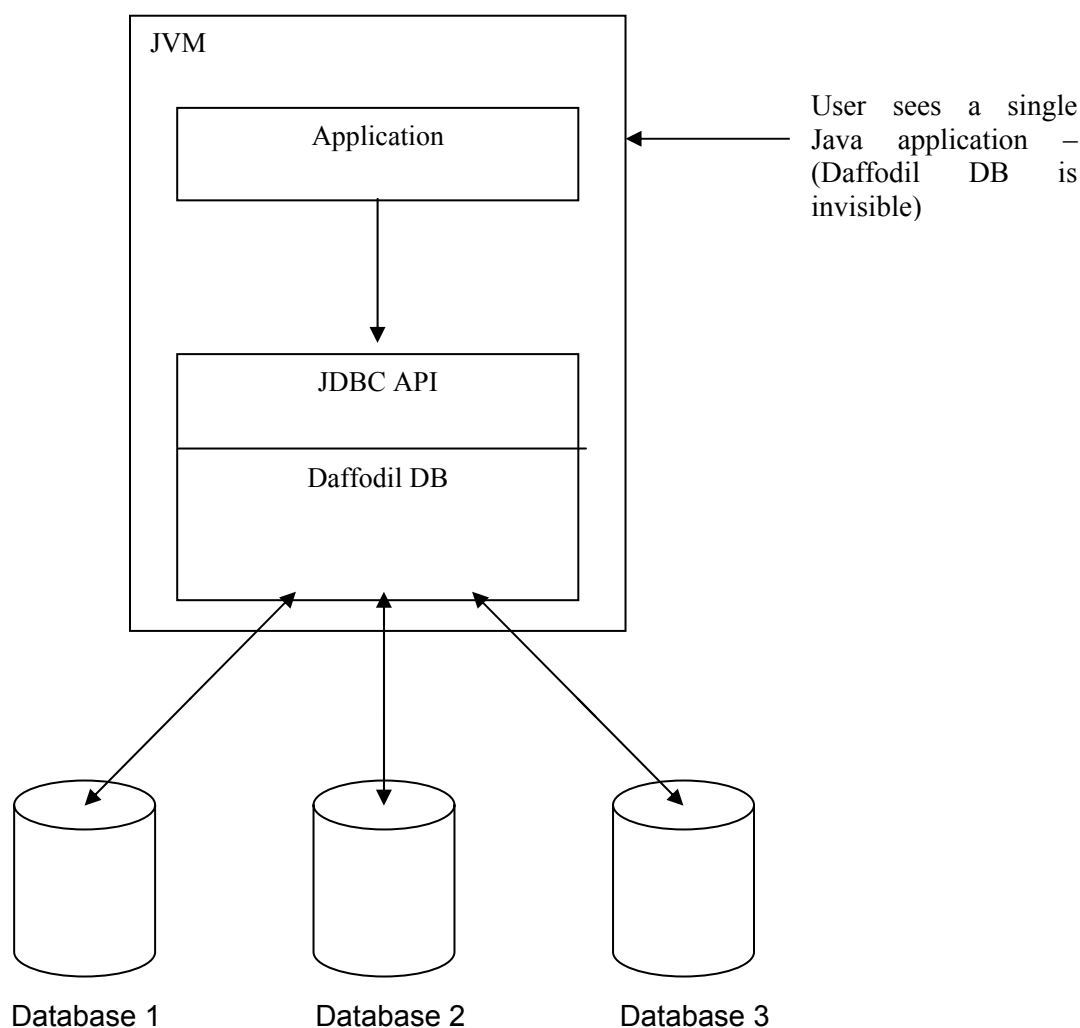 JVM
Application
User sees a single
Java application –
(Daffodil DB is
invisible)
JDBC API
Daffodil DB
Database 1
Database 2
Database 3